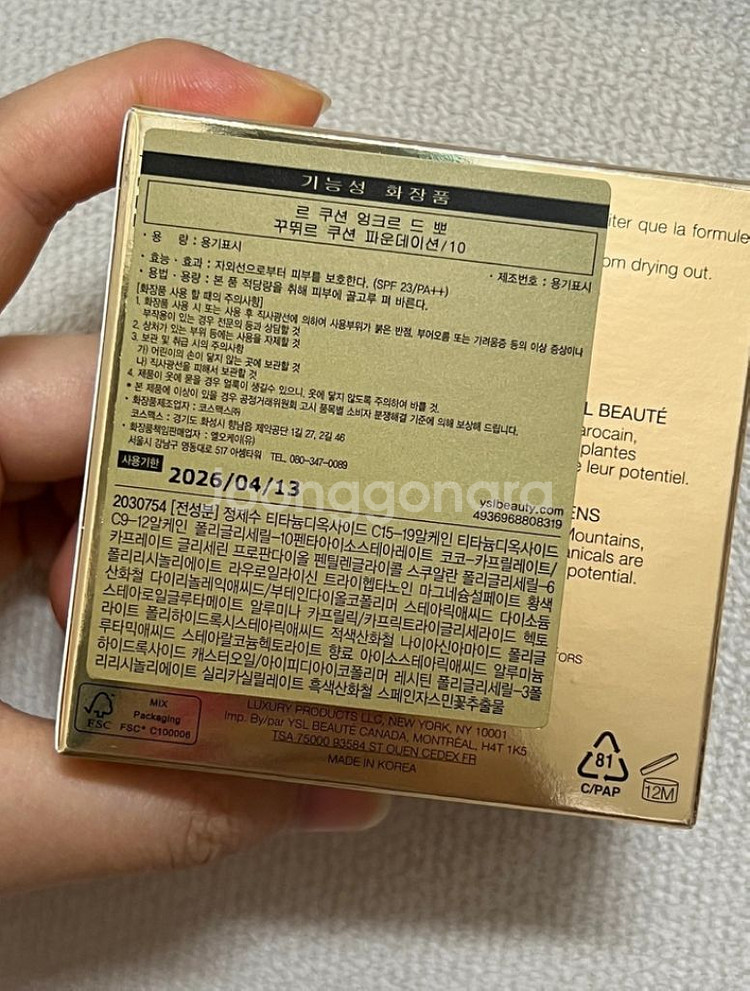 기능성 화장품
르 쿠션 엉크르 드 뽀
꾸뛰르 쿠션 파운데이션/10
· 용 량 : 용기표시
· 제조번호 : 용기표시
· 효능 · 효과 : 자외선으로부터 피부를 보호한다. (SPF 23/PA++)
· 용법 · 용량 : 본 품 적당량을 취해 피부에 골고루 펴 바른다.
[화장품 사용 할 때의 주의사항]
1. 화장품 사용 시 또는 사용 후 직사광선에 의하여 사용부위가 붉은 반점, 부어오름 또는 가려움증 등의 이상 증상이나
부작용이 있는 경우 전문의 등과 상담할 것
2. 상처가 있는 부위 등에는 사용을 자제할 것
3. 보관 및 취급 시의 주의사항
가) 어린이의 손이 닿지 않는 곳에 보관할 것
나) 직사광선을 피해서 보관할 것
4. 제품이 옷에 묻을 경우 얼룩이 생길수 있으니, 옷에 닿지 않도록 주의하여 바를 것.
* 본 제품에 이상이 있을 경우 공정거래위원회 고시 품목별 소비자 분쟁해결 기준에 의해 보상해 드립니다.
· 화장품제조업자 : 코스맥스㈜
코스맥스 : 경기도 화성시 향남읍 제약공단 1길 27, 2길 46
· 화장품책임판매업자 : 엘오케이(유)
서울시 강남구 영동대로 517 아셈타워 TEL. 080-347-0089
사용기한 2026/04/13
yslbeauty.com
4936968808319
2030754 [전성분] 정제수 티타늄디옥사이드 C15-19알케인 티타늄디옥사이드
C9-12알케인 폴리글리세릴-10펜타아이소스테아레이트 코코-카프릴레이트/
카프레이트 글리세린 프로판다이올 펜틸렌글라이콜 스쿠알란 폴리글리세릴-6
폴리리시놀리에이트 라우로일라이신 트라이헵타노인 마그네슘설페이트 황색
산화철 다이리놀레익애씨드/부테인다이올코폴리머 스테아릭애씨드 다이소듐
스테아로일글루타메이트 알루미나 카프릴릭/카프릭트라이글리세라이드 헥토
라이트 폴리하이드록시스테아릭애씨드 적색산화철 나이아신아마이드 폴리글
루타믹애씨드 스테아랄코늄헥토라이트 향료 아이소스테아릭애씨드 알루미늄
하이드록사이드 캐스터오일/아이피디아이코폴리머 레시틴 폴리글리세릴-3폴
리리시놀리에이트 실리카실릴레이트 흑색산화철 스페인자스민꽃추출물
iter que la formule
om drying out.
L BEAUTÉ
arocain,
plantes
e leur potentiel.
ENS
Mountains,
anicals are
potential.
TORS
FSC
MIX
Packaging
FSC® C100006
LUXURY PRODUCTS LLC, NEW YORK, NY 10001
Imp. By/par YSL BEAUTÉ CANADA, MONTRÉAL, H4T 1K5
TSA 75000 93584 ST OUEN CEDEX FR
MADE IN KOREA
81
C/PAP
12M
joonggonara